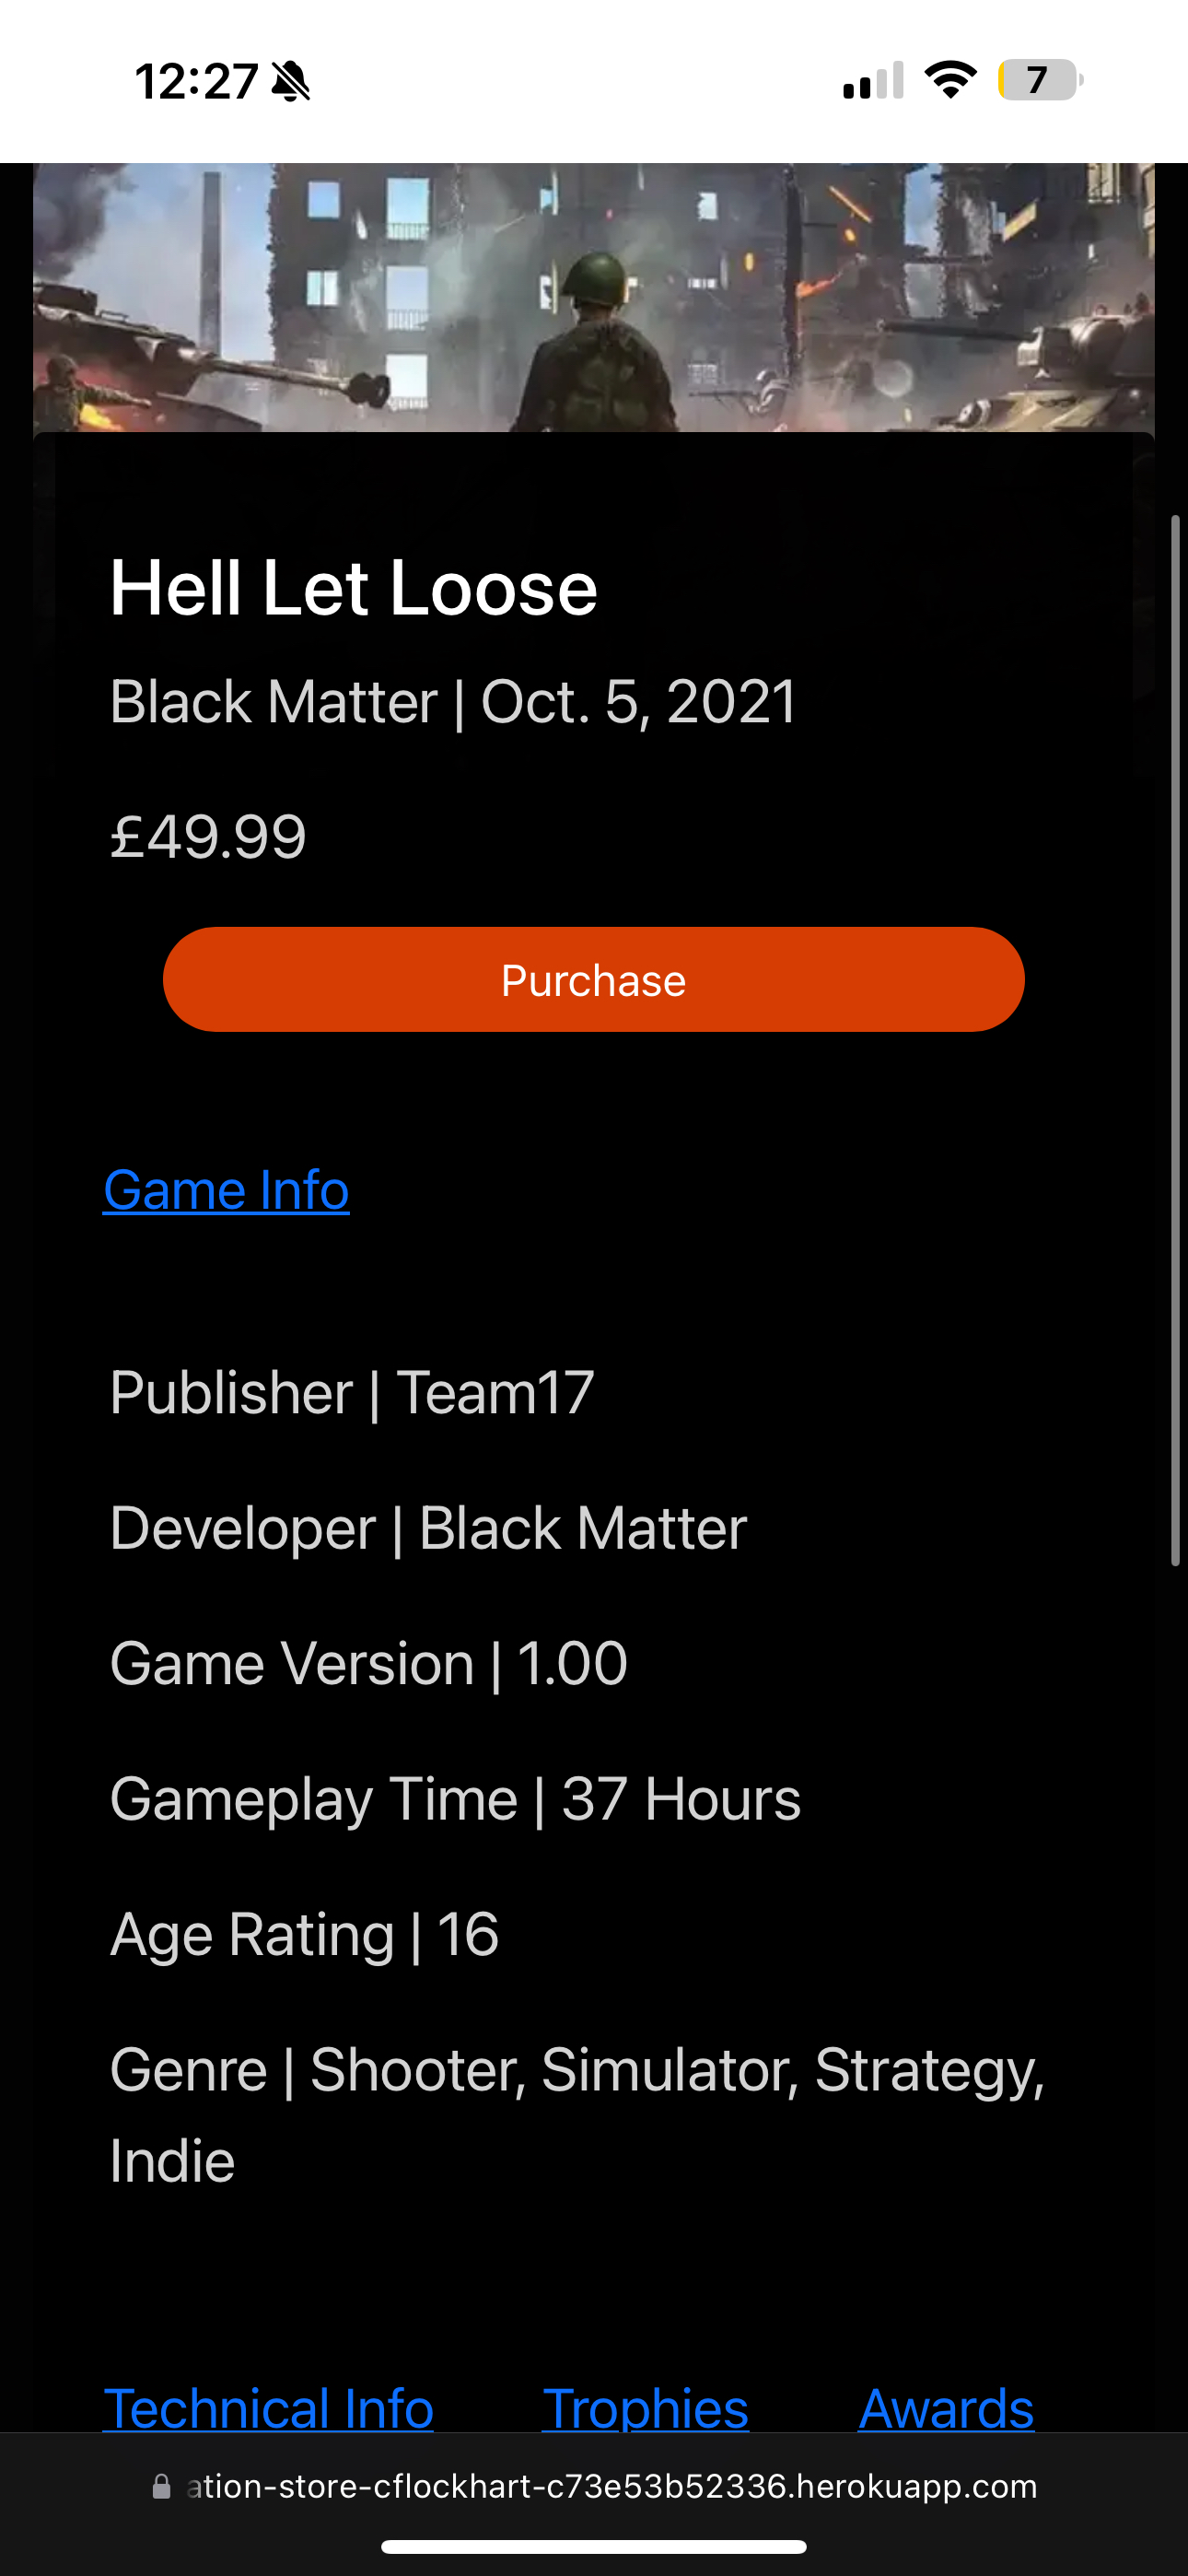 12:27
7
Hell Let Loose
Black Matter | Oct. 5, 2021
£49.99
Purchase
Game Info
Publisher | Team17
Developer | Black Matter
Game Version | 1.00
Gameplay Time | 37 Hours
Age Rating | 16
Genre | Shooter, Simulator, Strategy,
Indie
Technical Info Trophies Awards
ation-store-cflockhart-c73e53b52336.herokuapp.com